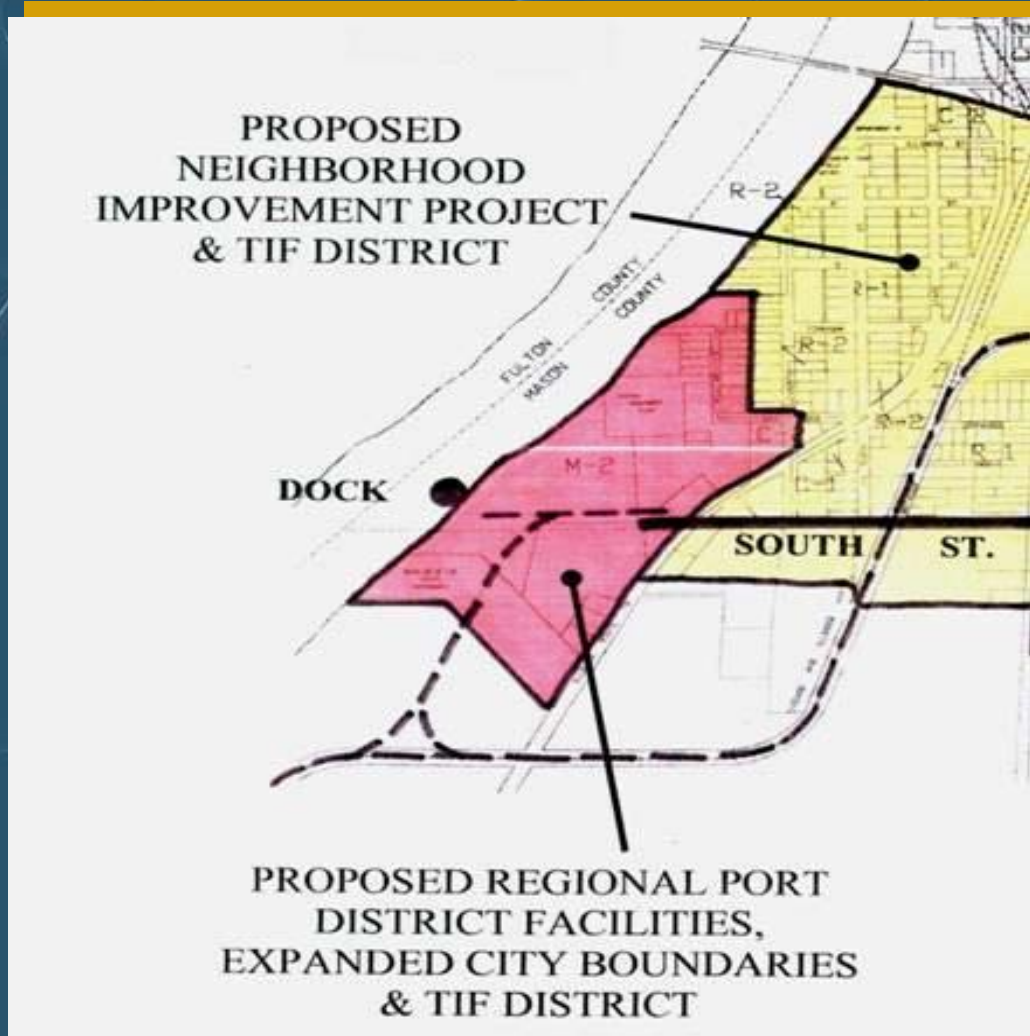 PROPOSED
NEIGHBORHOOD
IMPROVEMENT PROJECT
& TIF DISTRICT
R-2
COUNTY
COUNTY
FULTON
MASON
R-2
R-2
M-2
DOCK
SOUTH ST.
PROPOSED REGIONAL PORT
DISTRICT FACILITIES,
EXPANDED CITY BOUNDARIES
& TIF DISTRICT